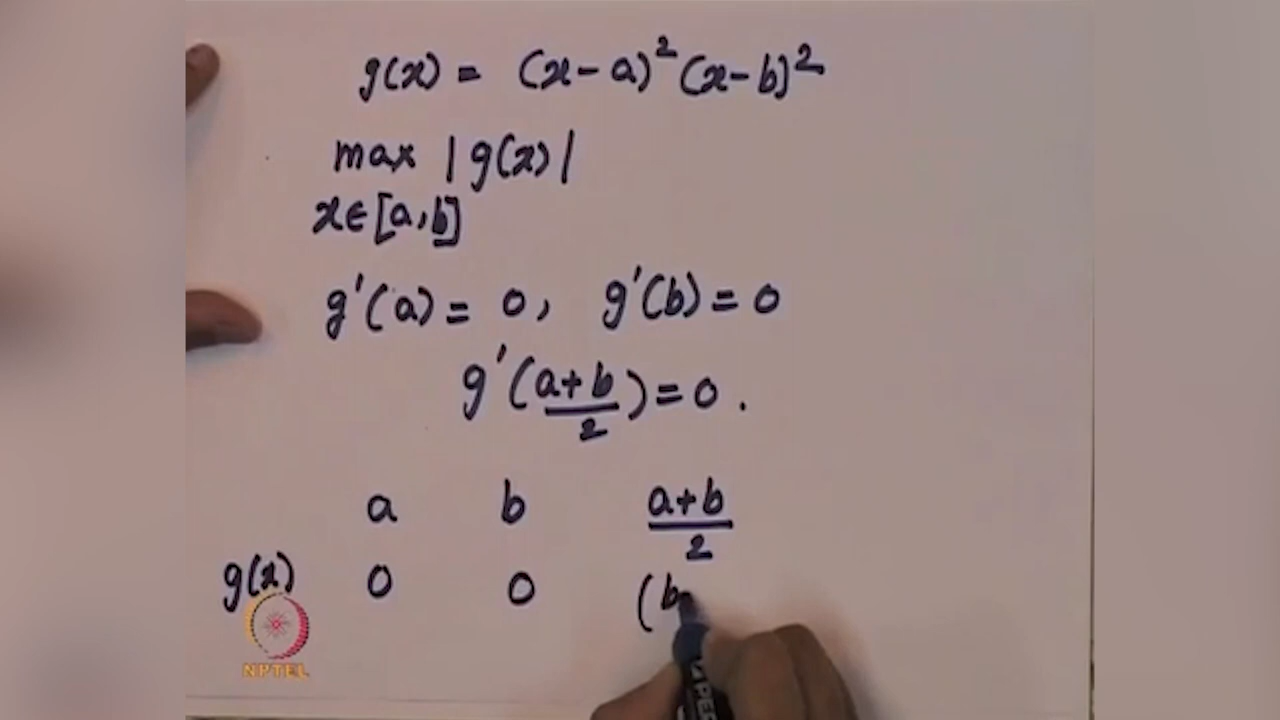 g(x) = (x-a)² (x-b)²
max |g(x)|
x∈[a,b]
g'(a) = 0, g'(b) = 0
g'(a+b/2) = 0.
a b a+b/2
g(x) 0 0 (b
NPTEL